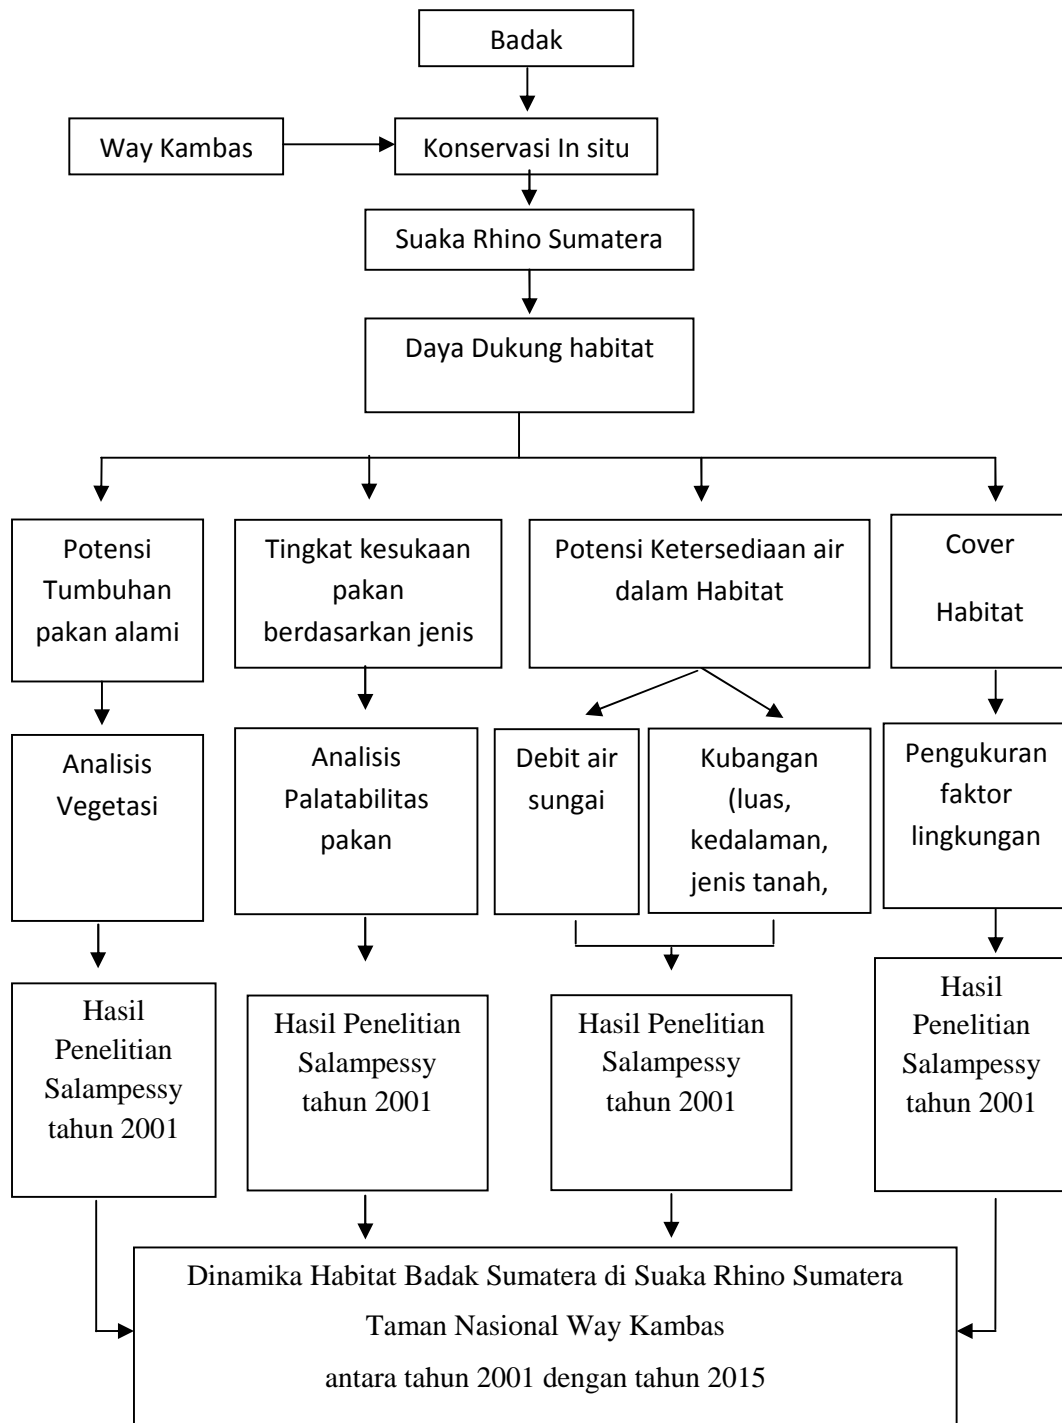 Badak
Way Kambas
Konservasi In situ
Suaka Rhino Sumatera
Daya Dukung habitat
Potensi
Tumbuhan
pakan alami
Tingkat kesukaan
pakan
berdasarkan jenis
Potensi Ketersediaan air
dalam Habitat
Cover
Habitat
Analisis
Vegetasi
Analisis
Palatabilitas
pakan
Debit air
sungai
Kubangan
(luas,
kedalaman,
jenis tanah,
Pengukuran
faktor
lingkungan
Hasil
Penelitian
Salampessy
tahun 2001
Hasil Penelitian
Salampessy
tahun 2001
Hasil Penelitian
Salampessy
tahun 2001
Hasil
Penelitian
Salampessy
tahun 2001
Dinamika Habitat Badak Sumatera di Suaka Rhino Sumatera
Taman Nasional Way Kambas
antara tahun 2001 dengan tahun 2015